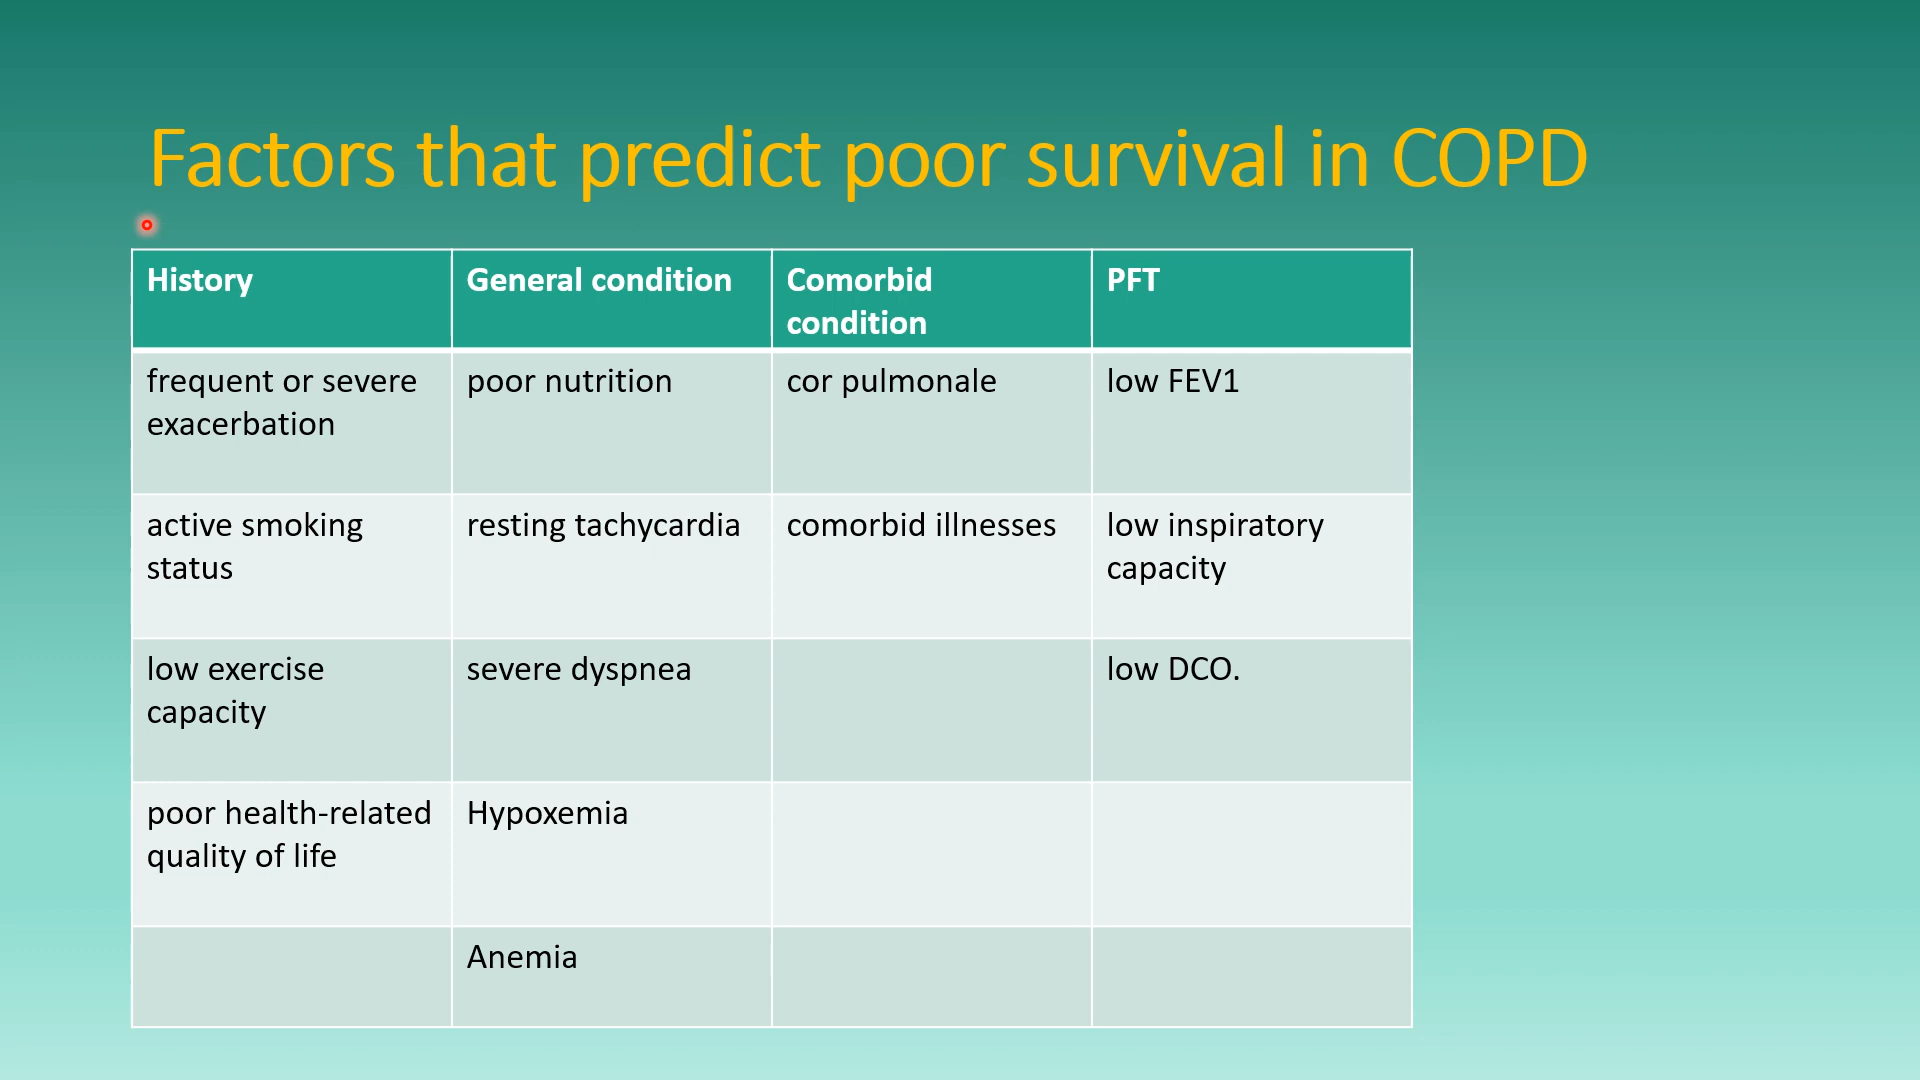 Factors that predict poor survival in COPD
History
General condition
Comorbid
condition
PFT
frequent or severe
exacerbation
poor nutrition
cor pulmonale
low FEV1
active smoking
status
resting tachycardia
comorbid illnesses
low inspiratory
capacity
low exercise
capacity
severe dyspnea
low DCO.
poor health-related
quality of life
Hypoxemia
Anemia